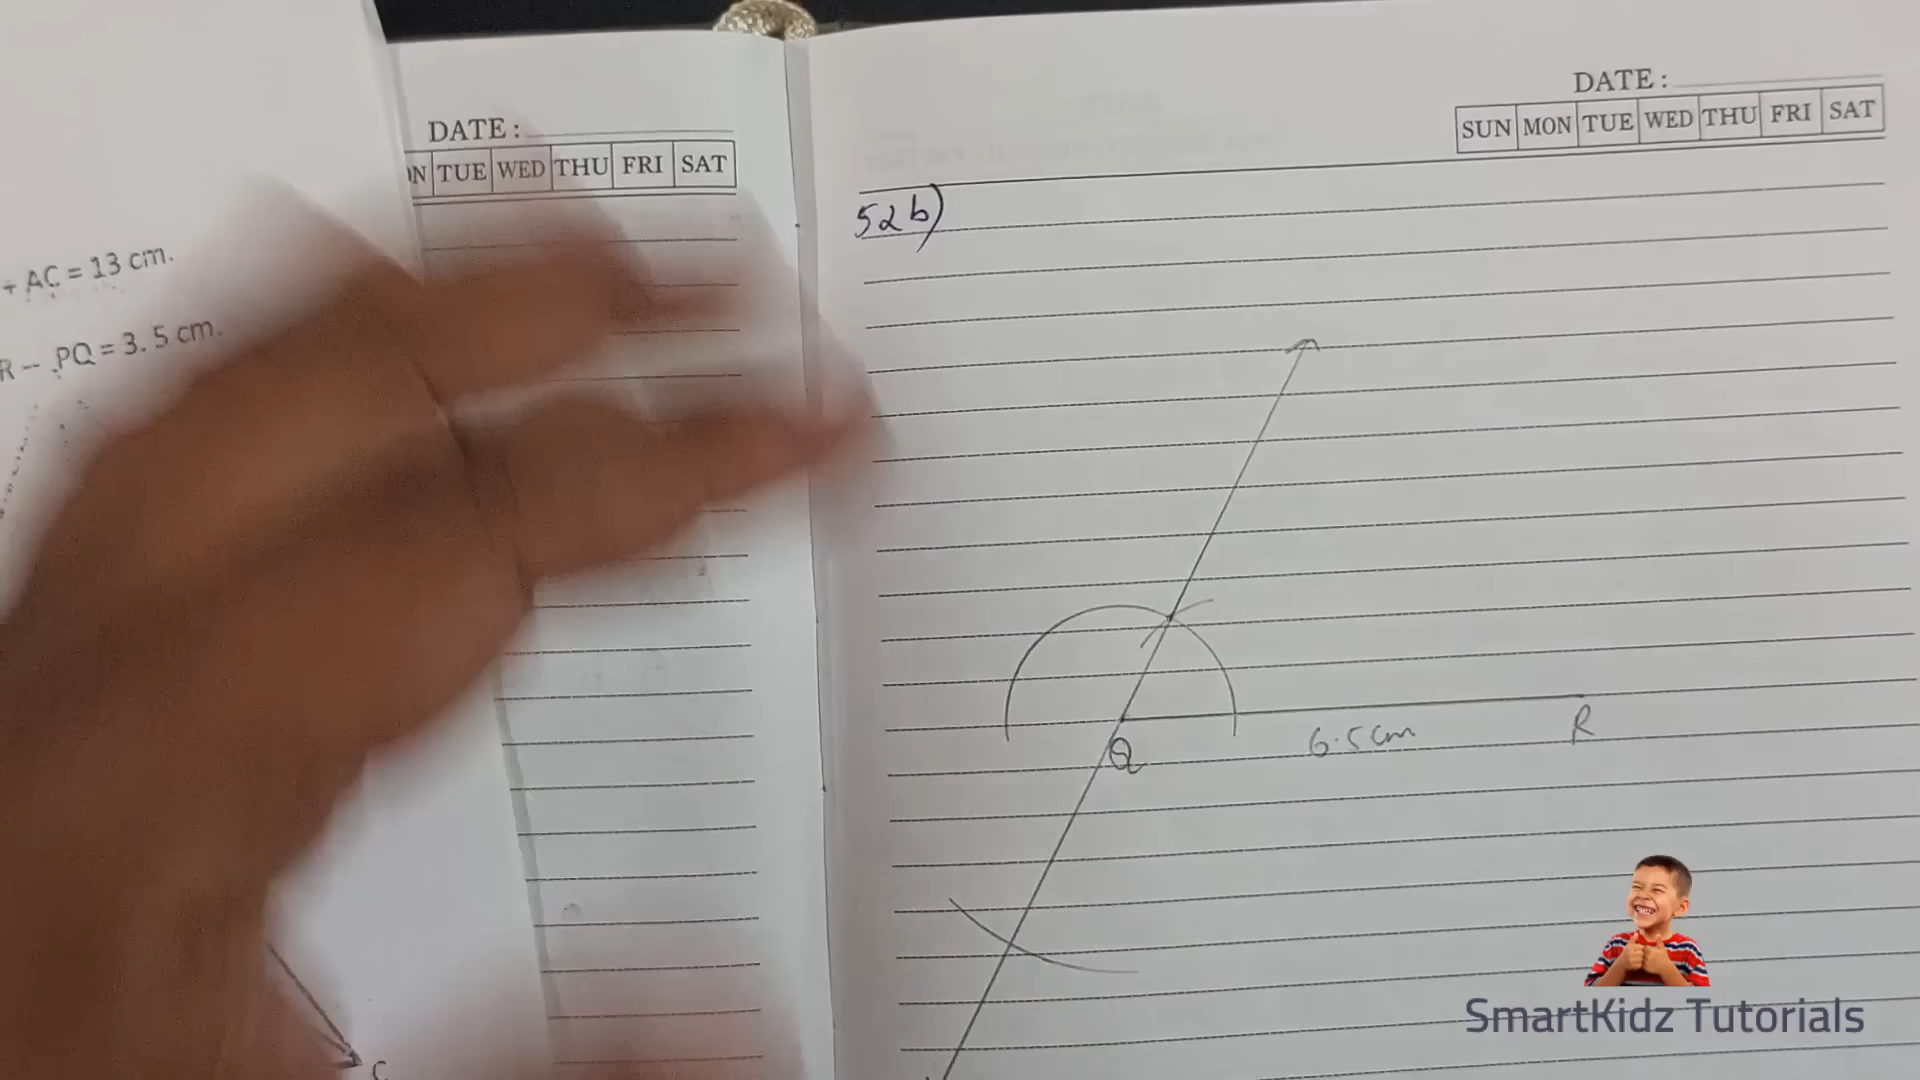 + AC = 13 cm.
R — PQ = 3.5 cm.
C
DATE :
TUE WED THU FRI SAT
DATE :
SUN MON TUE WED THU FRI SAT
52b)
Q
6.5cm
R
SmartKidz Tutorials